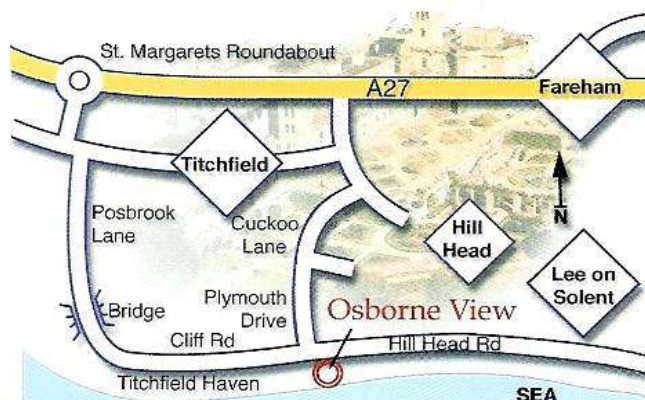 St. Margarets Roundabout
A27
Fareham
Titchfield
Posbrook
Lane
Cuckoo
Lane
Hill
Head
N
Lee on
Solent
Bridge
Plymouth
Drive
Osborne View
Cliff Rd
Hill Head Rd
Titchfield Haven
SEA